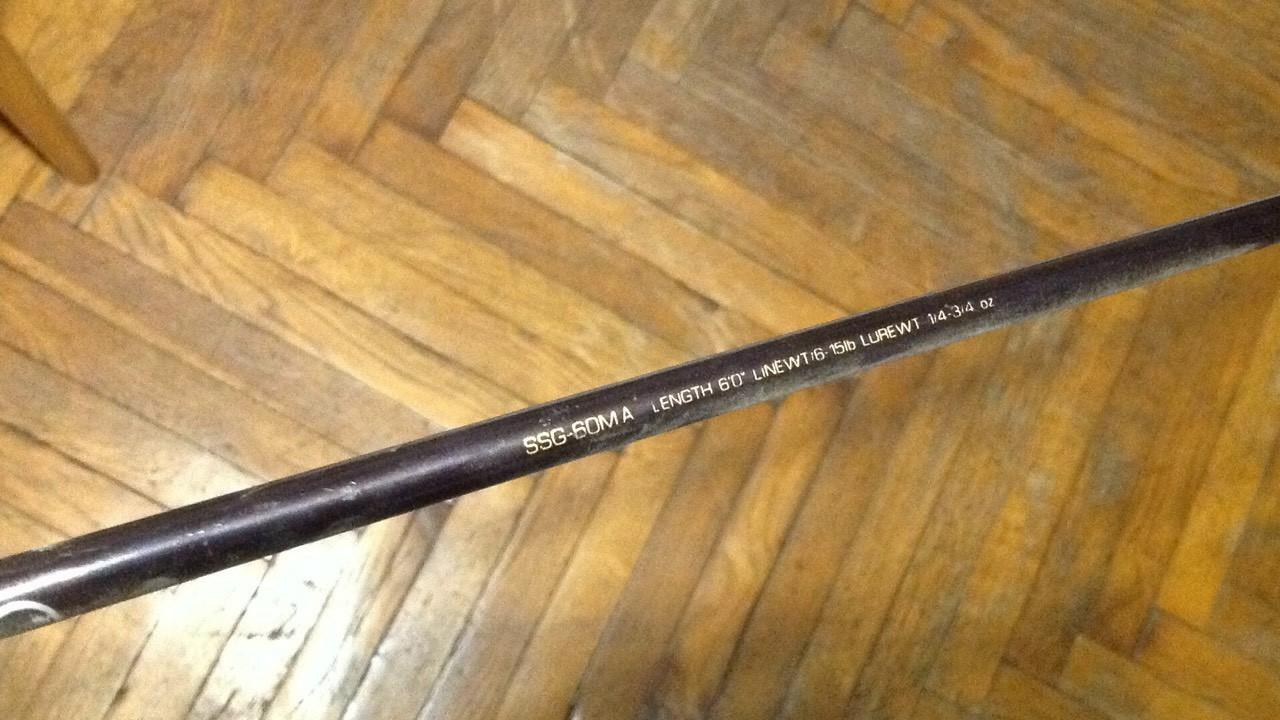 SSG-60MA LENGTH 6'0" LINEWT/6-15lb LUREWT 1/4-3/4 oz